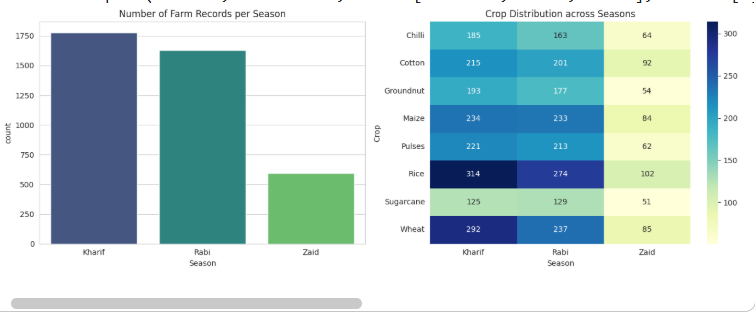 Number of Farm Records per Season
1750
1500
1250
1000
750
500
250
0
count
Kharif Rabi Zaid
Season
Crop Distribution across Seasons
Crop
Chilli 185 163 64
Cotton 215 201 92
Groundnut 193 177 54
Maize 234 233 84
Pulses 221 213 62
Rice 314 274 102
Sugarcane 125 129 51
Wheat 292 237 85
Kharif Rabi Zaid
Season
300
250
200
150
100